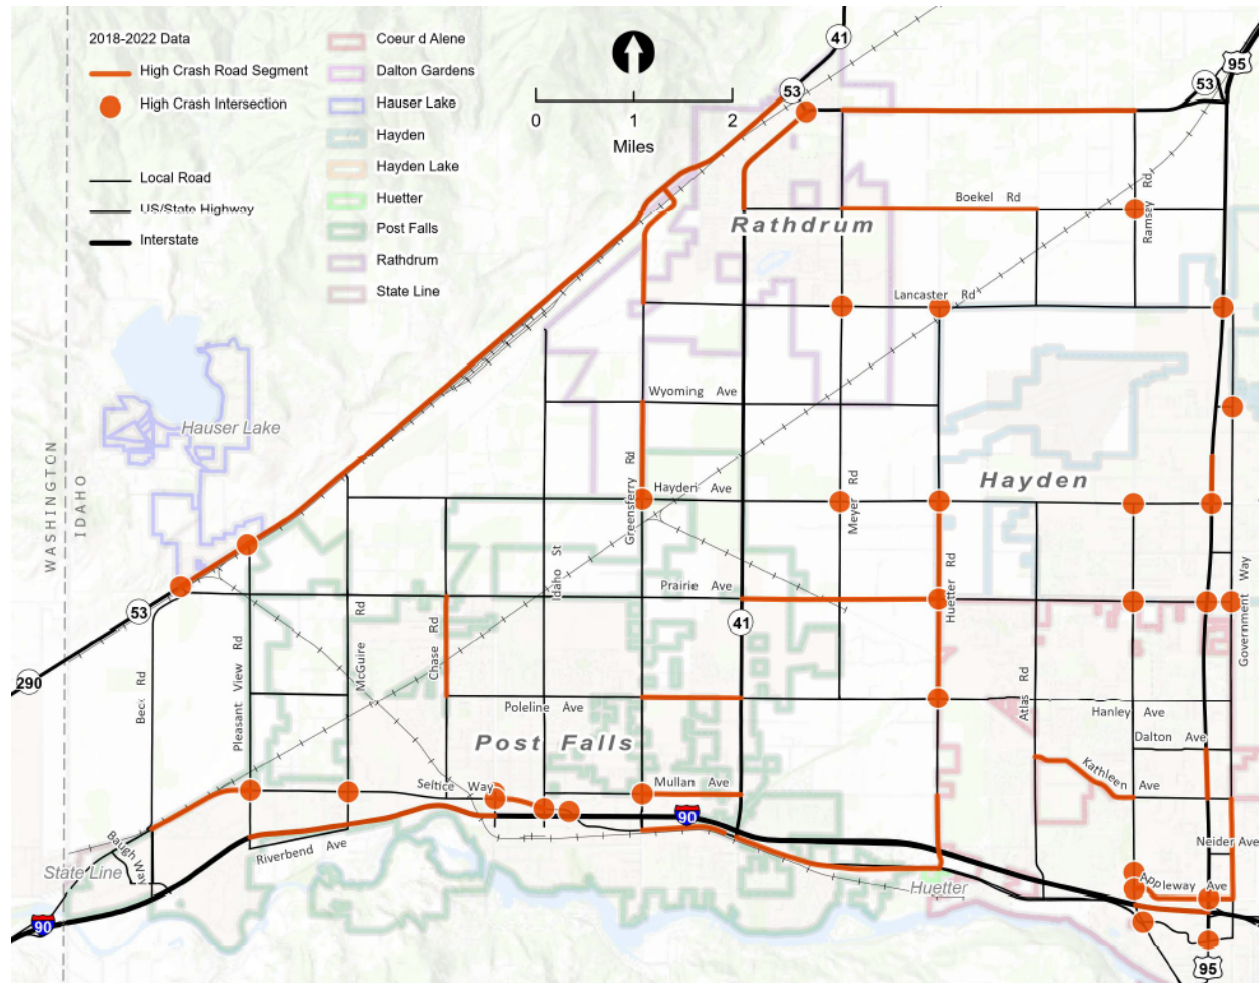 2018-2022 Data
High Crash Road Segment
High Crash Intersection
Local Road
US/State Highway
Interstate
Coeur d Alene
Dalton Gardens
Hauser Lake
Hayden
Hayden Lake
Huetter
Post Falls
Rathdrum
State Line
0 1 2
Miles
41
53
53
95
Boekel Rd
Ramsey Rd
Rathdrum
Lancaster Rd
Wyoming Ave
Hauser Lake
WASHINGTON
IDAHO
Hayden
Greensferry Rd
Hayden Ave
Meyer Rd
Idaho St
Prairie Ave
Huetter Rd
Government Way
53
41
290
Beck Rd
Pleasant View Rd
McGuire Rd
Chase Rd
Atlas Rd
Poleline Ave
Hanley Ave
Dalton Ave
Post Falls
Kathleen Ave
Seltice Way
Mullan Ave
90
Neider Ave
Baugh Way
Riverbend Ave
State Line
Huetter
Appleway Ave
90
95